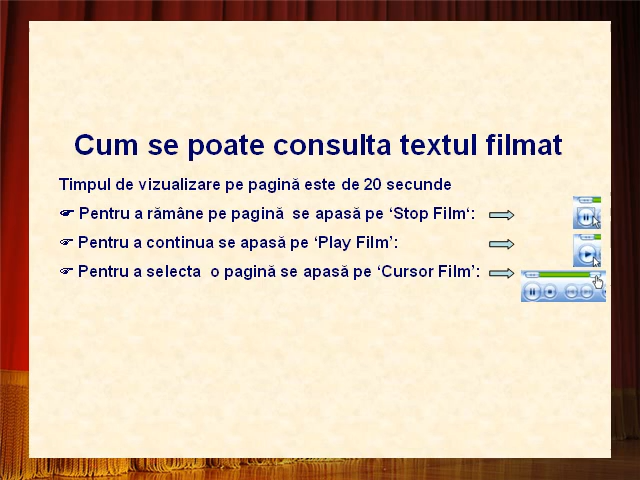 Cum se poate consulta textul filmat
Timpul de vizualizare pe pagină este de 20 secunde
☞ Pentru a rămâne pe pagină  se apasă pe ‘Stop Film‘:
☞ Pentru a continua se apasă pe ‘Play Film’:
☞ Pentru a selecta  o pagină se apasă pe ‘Cursor Film’: